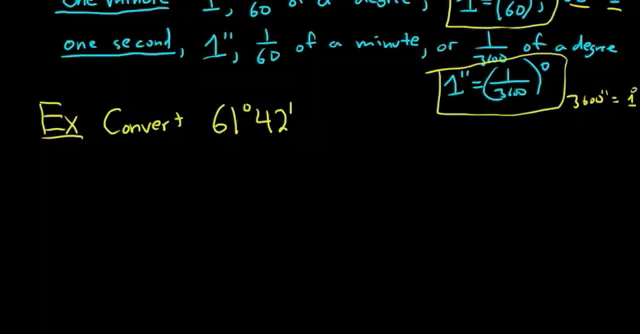 one minute, 1', 1/60 of a degree, 1' = (1/60)°,
one second, 1'', 1/60 of a minute, or 1/3600 of a degree
1'' = (1/3600)° 3600'' = 1°
Ex Convert 61°42'